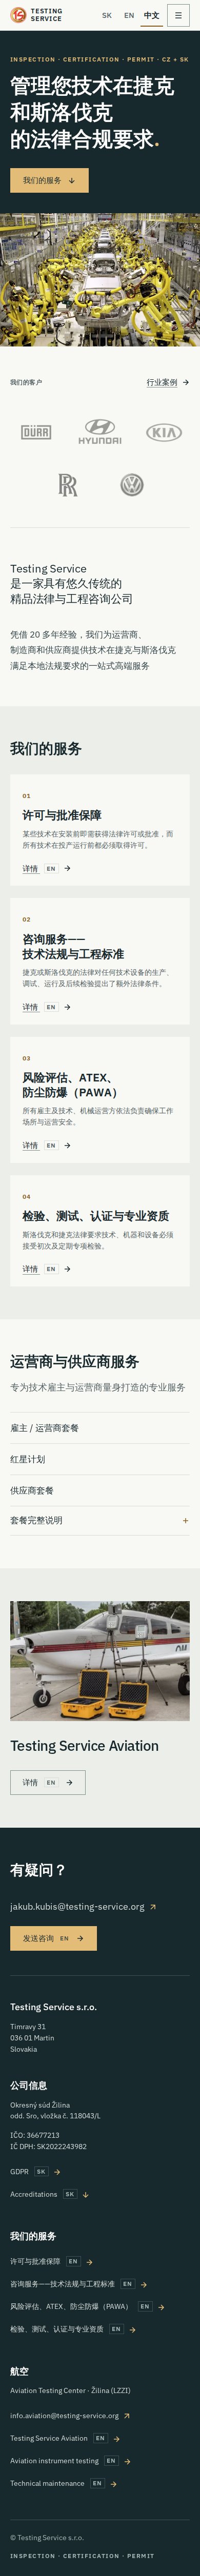 TESTING
SERVICE
SK EN 中文
INSPECTION · CERTIFICATION · PERMIT · CZ + SK
管理您技术在捷克
和斯洛伐克
的法律合规要求.
我们的服务 ↓
我们的客户
行业案例 →
DÜRR
HYUNDAI
KIA
Testing Service
是一家具有悠久传统的
精品法律与工程咨询公司
凭借 20 多年经验，我们为运营商、
制造商和供应商提供技术在捷克与斯洛伐克
满足本地法规要求的一站式高端服务
我们的服务
01
许可与批准保障
某些技术在安装前即需获得法律许可或批准，而
所有技术在投产运行前都必须取得许可。
详情 EN →
02
咨询服务——
技术法规与工程标准
捷克或斯洛伐克的法律对任何技术设备的生产、
调试、运行及后续检验提出了额外法律条件。
详情 EN →
03
风险评估、ATEX、
防尘防爆（PAWA）
所有雇主及技术、机械运营方依法负责确保工作
场所与运营安全。
详情 EN →
04
检验、测试、认证与专业资质
斯洛伐克和捷克法律要求技术、机器和设备必须
接受初次及定期专项检验。
详情 EN →
运营商与供应商服务
专为技术雇主与运营商量身打造的专业服务
雇主 / 运营商套餐
红星计划
供应商套餐
套餐完整说明 +
Testing Service Aviation
详情 EN →
有疑问？
jakub.kubis@testing-service.org ↗
发送咨询 EN →
Testing Service s.r.o.
Timravy 31
036 01 Martin
Slovakia
公司信息
Okresný súd Žilina
odd. Sro, vložka č. 118043/L
IČO: 36677213
IČ DPH: SK2022243982
GDPR SK →
Accreditations SK ↓
我们的服务
许可与批准保障 EN →
咨询服务——技术法规与工程标准 EN →
风险评估、ATEX、防尘防爆（PAWA） EN →
检验、测试、认证与专业资质 EN →
航空
Aviation Testing Center · Žilina (LZZI)
info.aviation@testing-service.org ↗
Testing Service Aviation EN →
Aviation instrument testing EN →
Technical maintenance EN →
© Testing Service s.r.o.
INSPECTION · CERTIFICATION · PERMIT